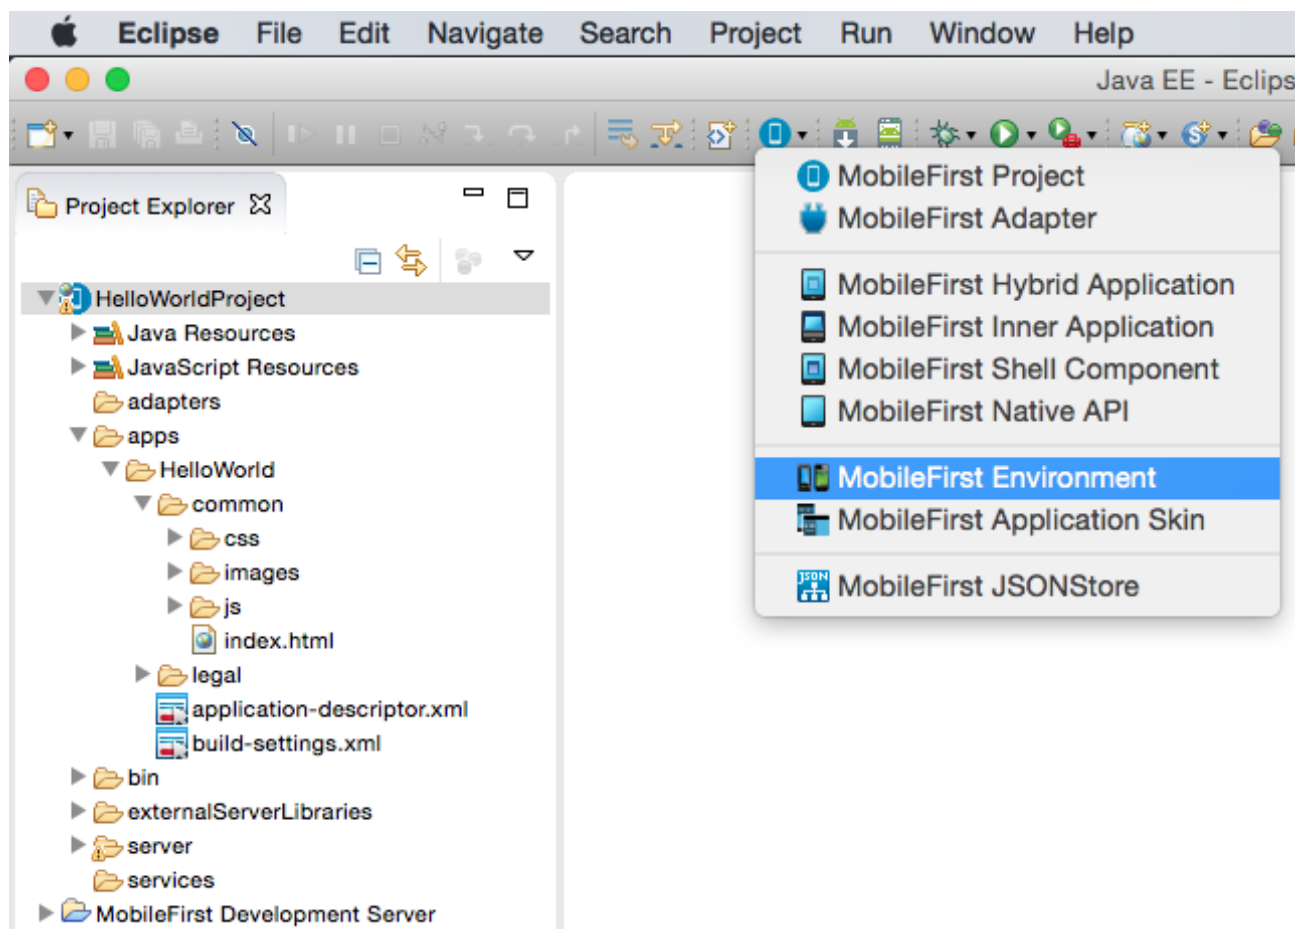 Eclipse File Edit Navigate Search Project Run Window Help
Java EE - Eclips
Project Explorer
HelloWorldProject
Java Resources
JavaScript Resources
adapters
apps
HelloWorld
common
css
images
js
index.html
legal
application-descriptor.xml
build-settings.xml
bin
externalServerLibraries
server
services
MobileFirst Development Server
MobileFirst Project
MobileFirst Adapter
MobileFirst Hybrid Application
MobileFirst Inner Application
MobileFirst Shell Component
MobileFirst Native API
MobileFirst Environment
MobileFirst Application Skin
JSON
MobileFirst JSONStore